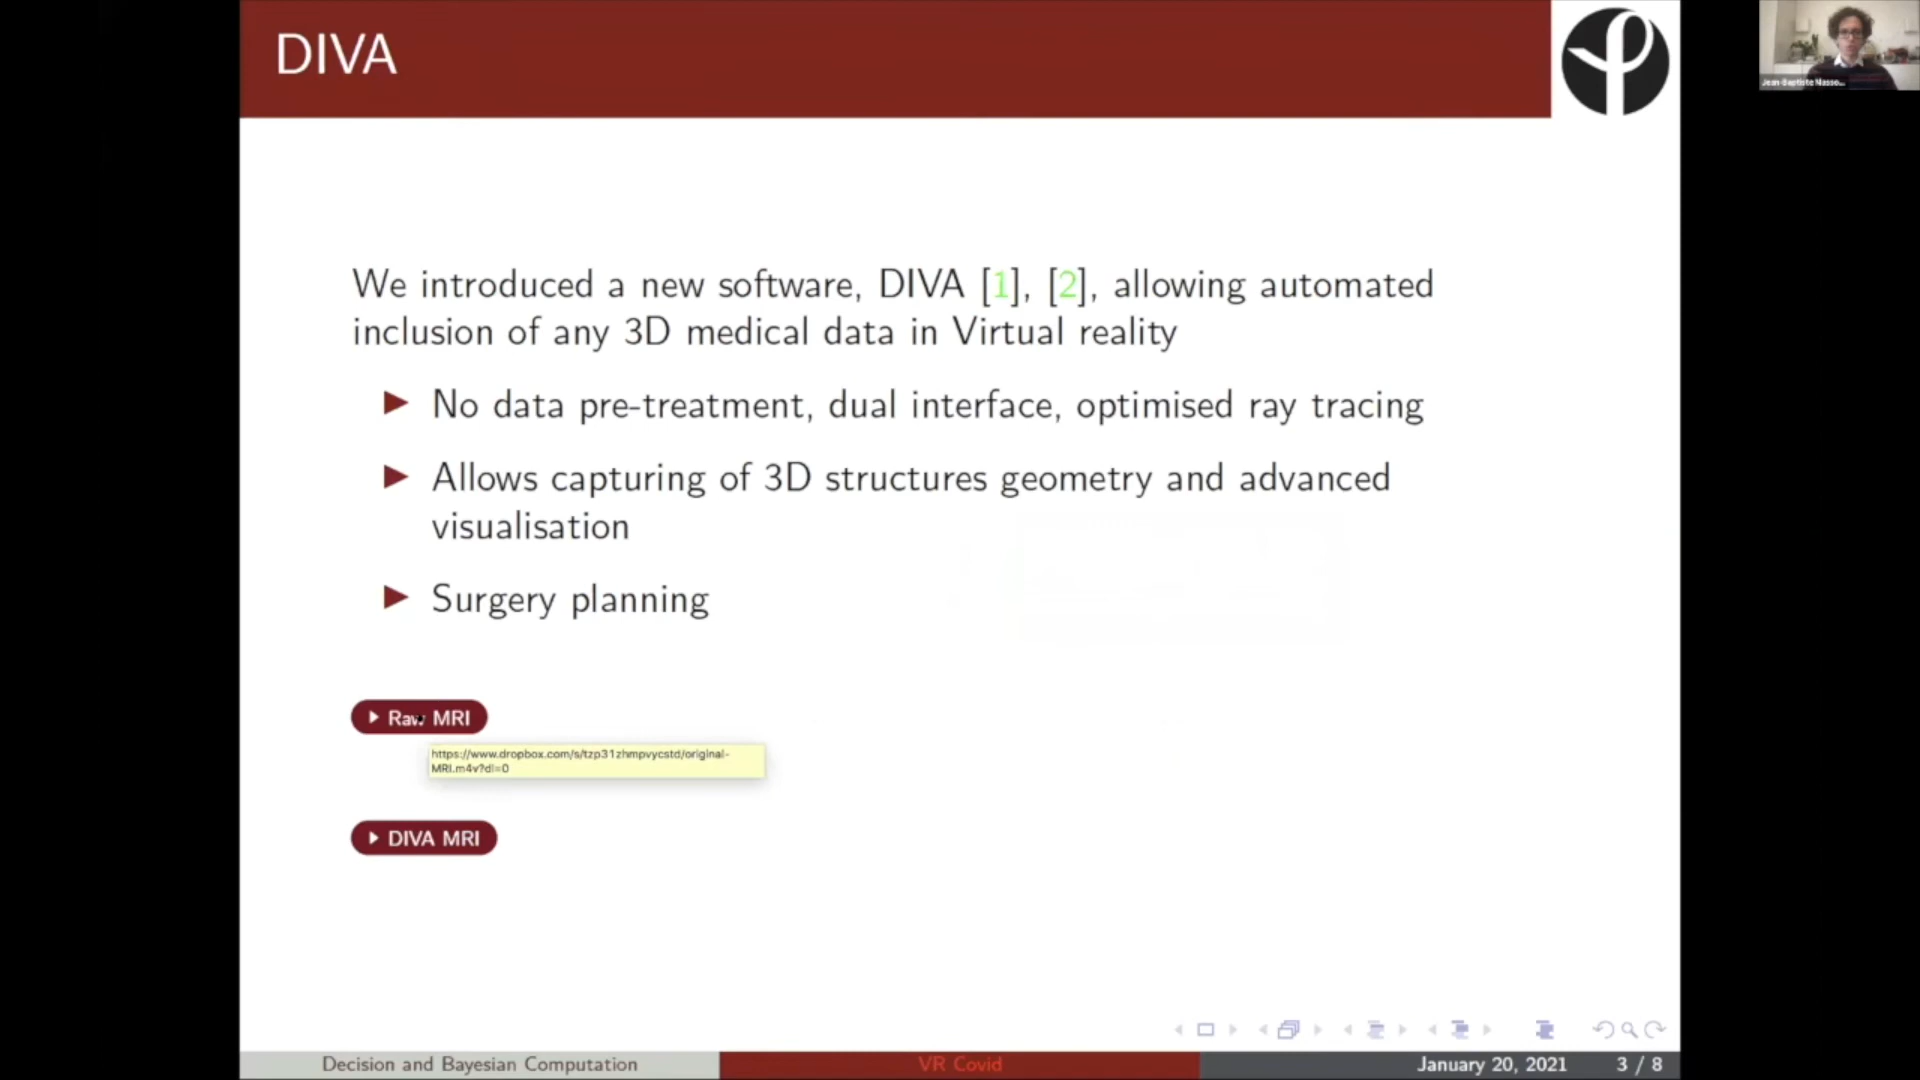 DIVA
Jean-Baptiste Masso...
We introduced a new software, DIVA [1], [2], allowing automated
inclusion of any 3D medical data in Virtual reality
No data pre-treatment, dual interface, optimised ray tracing
Allows capturing of 3D structures geometry and advanced
visualisation
Surgery planning
Raw MRI
https://www.dropbox.com/s/tzp31zhmpvycstd/original-
MRI.m4v?dl=0
DIVA MRI
Decision and Bayesian Computation
VR Covid
January 20, 2021
3 / 8